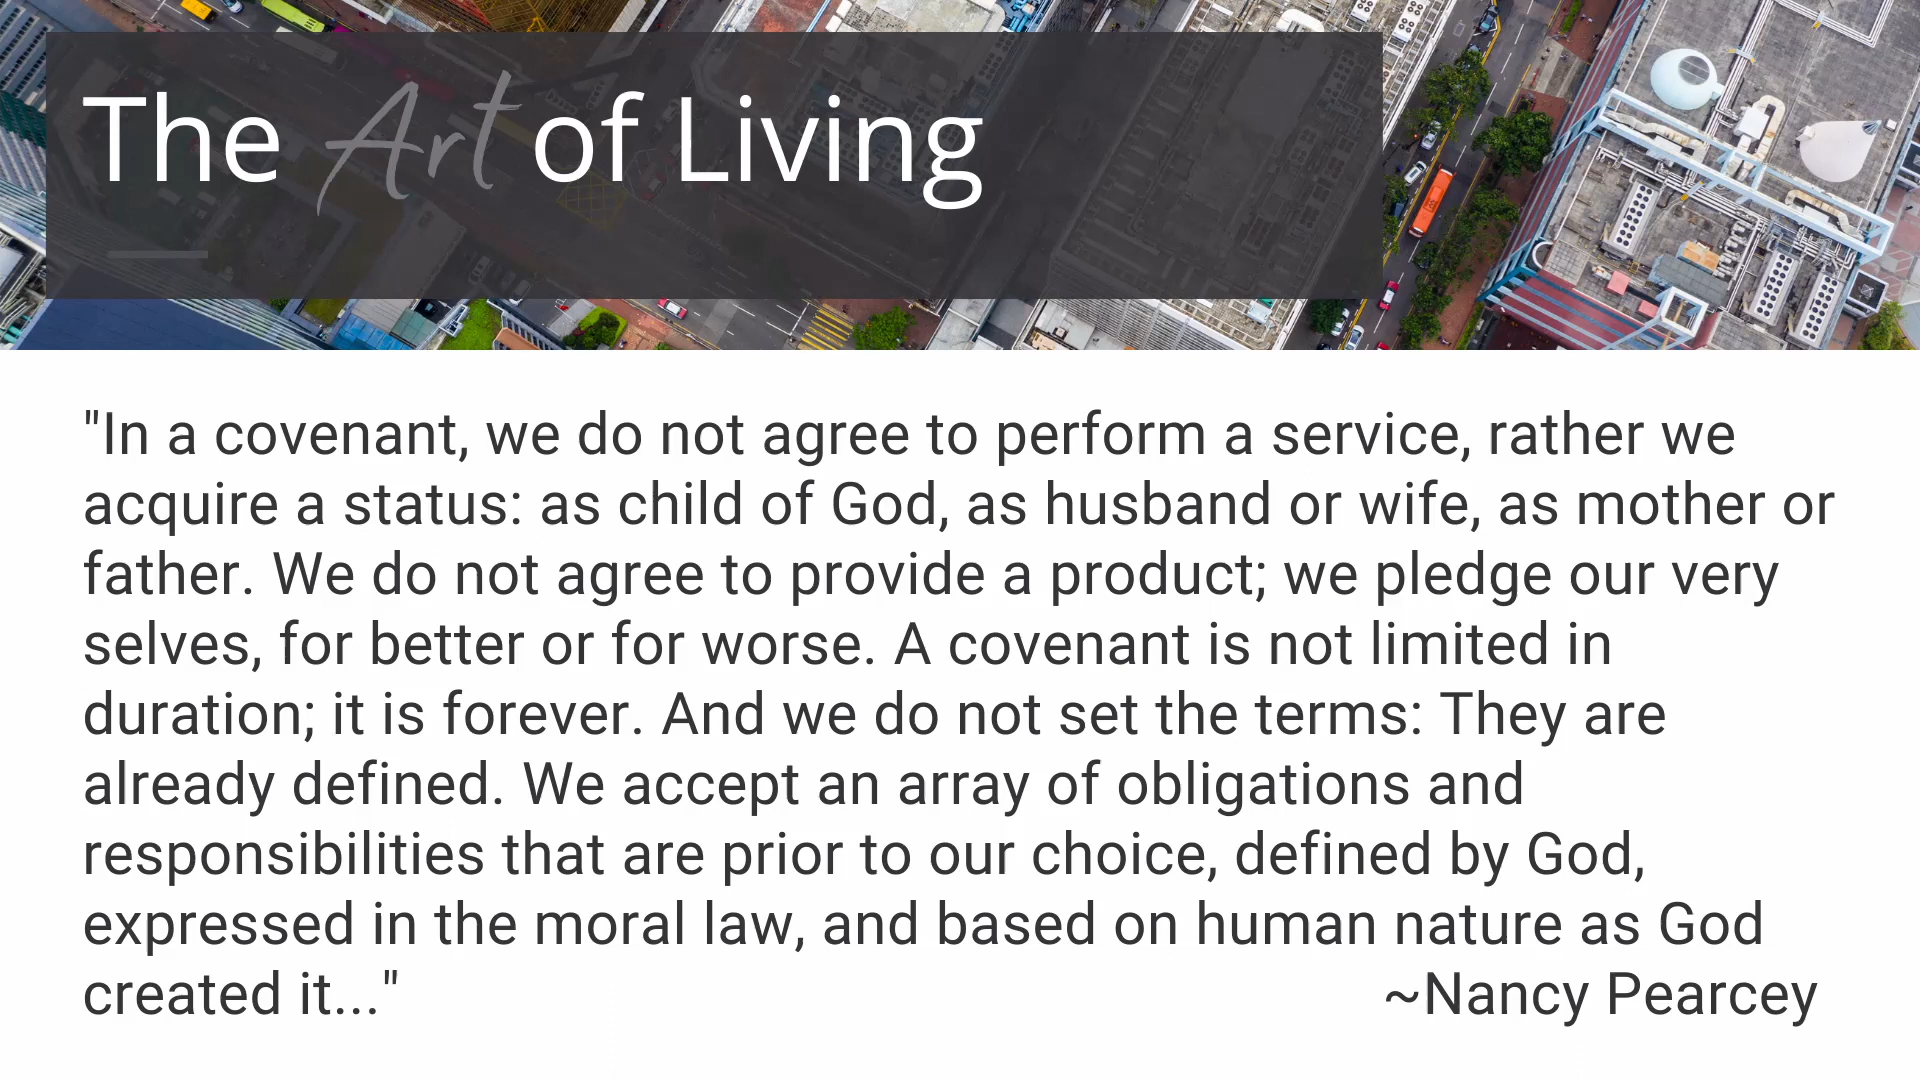 The Art of Living
"In a covenant, we do not agree to perform a service, rather we
acquire a status: as child of God, as husband or wife, as mother or
father. We do not agree to provide a product; we pledge our very
selves, for better or for worse. A covenant is not limited in
duration; it is forever. And we do not set the terms: They are
already defined. We accept an array of obligations and
responsibilities that are prior to our choice, defined by God,
expressed in the moral law, and based on human nature as God
created it..." ~Nancy Pearcey